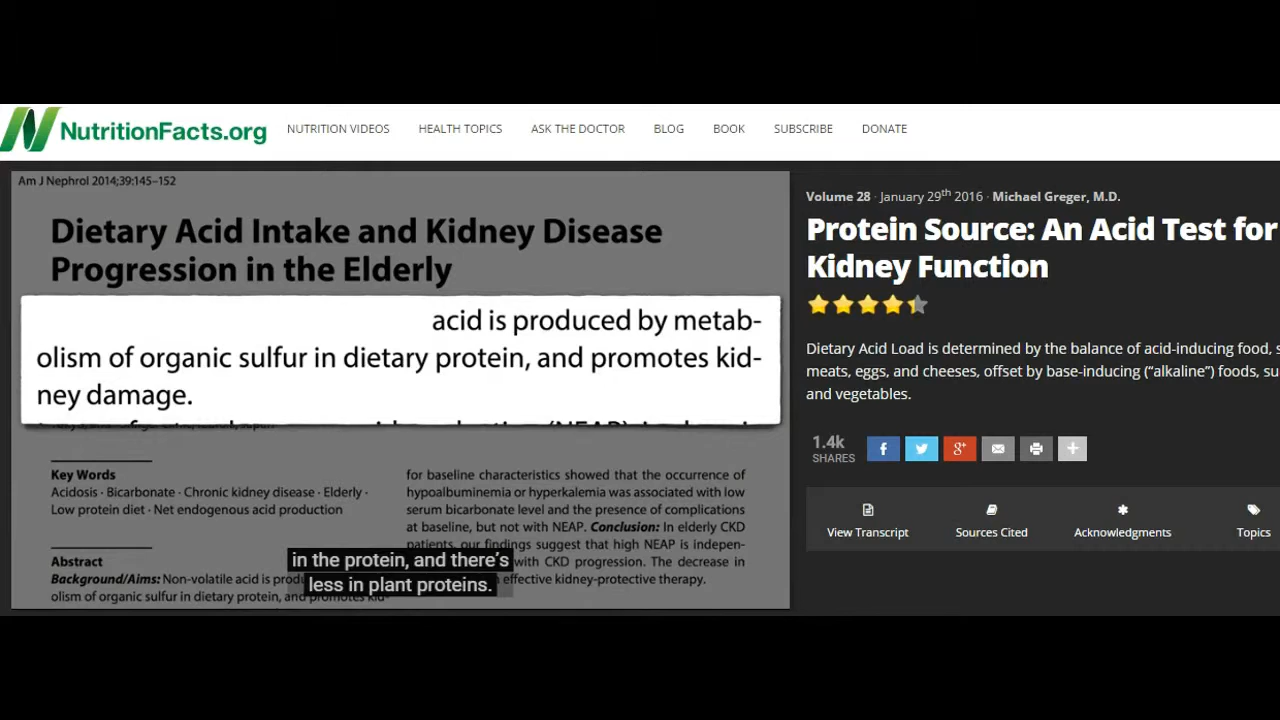 NutritionFacts.org
NUTRITION VIDEOS HEALTH TOPICS ASK THE DOCTOR BLOG BOOK SUBSCRIBE DONATE
Am J Nephrol 2014;39:145–152
Dietary Acid Intake and Kidney Disease
Progression in the Elderly
acid is produced by metab-
olism of organic sulfur in dietary protein, and promotes kid-
ney damage.
Key Words
Acidosis · Bicarbonate · Chronic kidney disease · Elderly ·
Low protein diet · Net endogenous acid production
Abstract
Background/Aims: Non-volatile acid is produ
olism of organic sulfur in dietary protein, and promotes kid-
for baseline characteristics showed that the occurrence of
hypoalbuminemia or hyperkalemia was associated with low
serum bicarbonate level and the presence of complications
at baseline, but not with NEAP. Conclusion: In elderly CKD
patients, our findings suggest that high NEAP is indepen-
with CKD progression. The decrease in
effective kidney-protective therapy.
in the protein, and there's
less in plant proteins.
Volume 28 · January 29th 2016 · Michael Greger, M.D.
Protein Source: An Acid Test for
Kidney Function
Dietary Acid Load is determined by the balance of acid-inducing food, s
meats, eggs, and cheeses, offset by base-inducing (“alkaline”) foods, su
and vegetables.
1.4k
SHARES
View Transcript Sources Cited Acknowledgments Topics